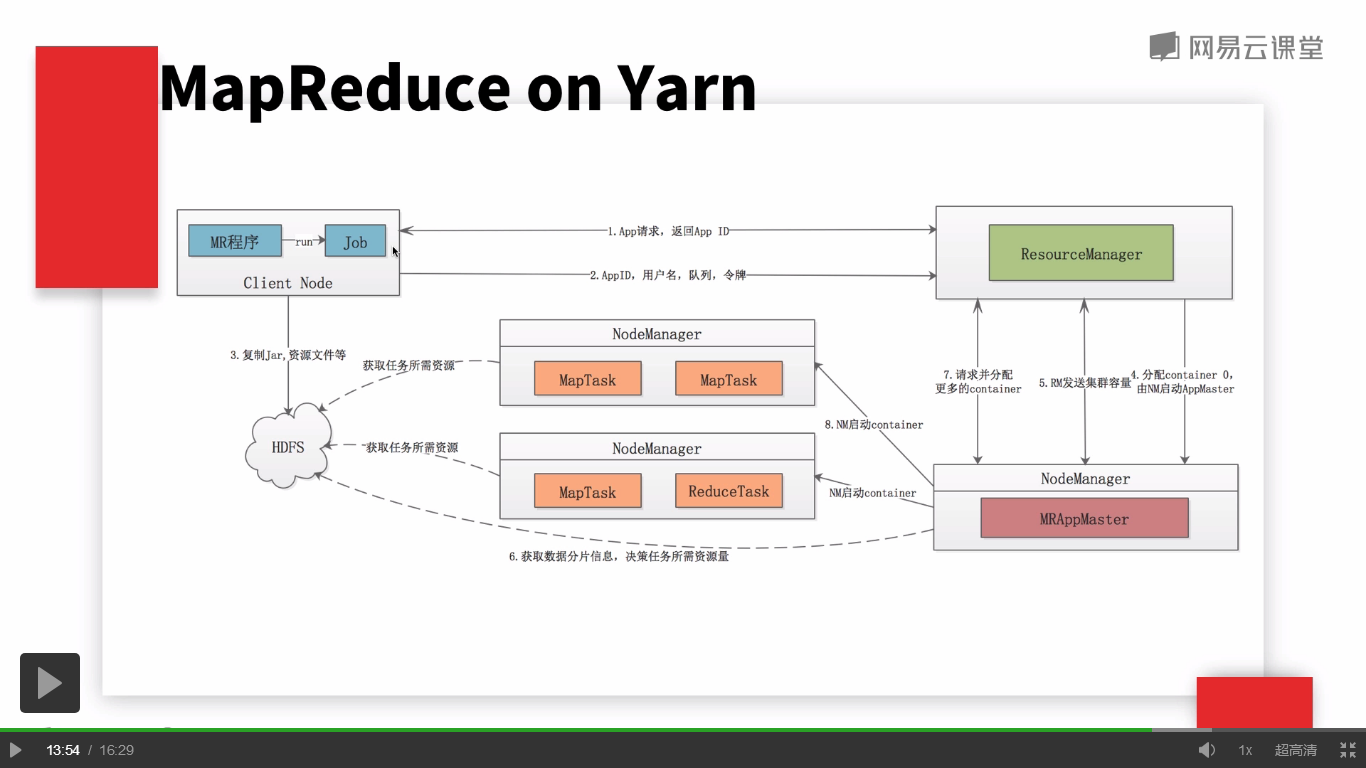 网易云课堂
MapReduce on Yarn
MR程序
run
Job
Client Node
1.App请求，返回App ID
2.AppID，用户名，队列，令牌
ResourceManager
3.复制Jar,资源文件等
获取任务所需资源
NodeManager
MapTask
MapTask
7.请求并分配
更多的container
5.RM发送集群容量
4.分配container 0，
由NM启动AppMaster
8.NM启动container
HDFS
获取任务所需资源
NodeManager
MapTask
ReduceTask
NM启动container
NodeManager
MRAppMaster
6.获取数据分片信息，决策任务所需资源量
13:54 / 16:29
1x
超高清